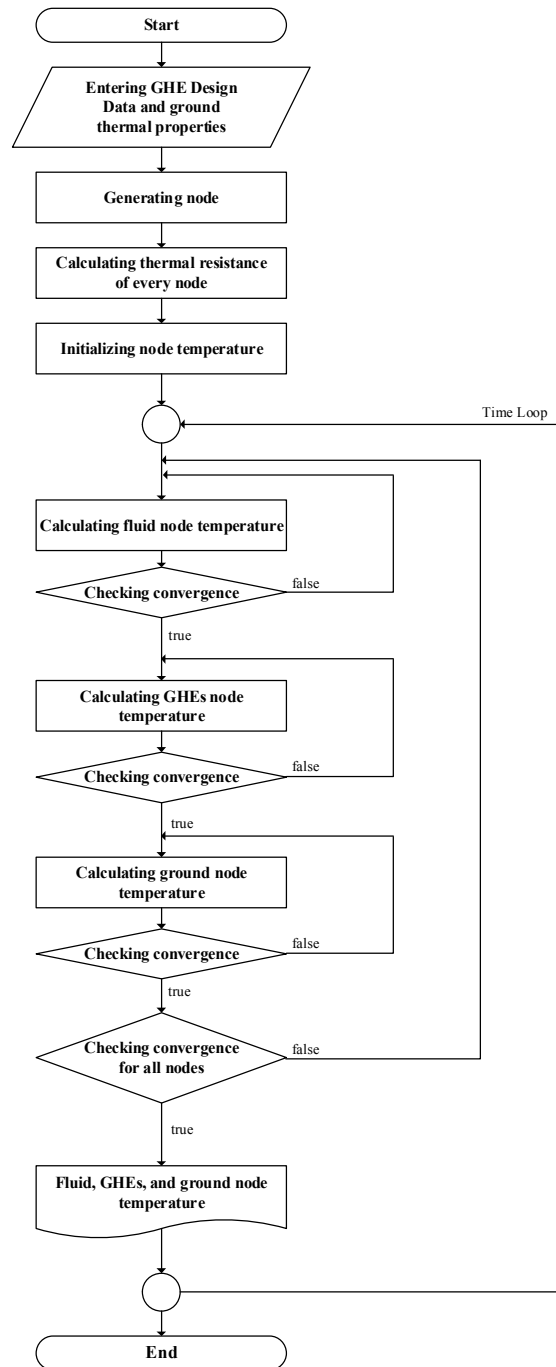 Start
Entering GHE Design
Data and ground
thermal properties
Generating node
Calculating thermal resistance
of every node
Initializing node temperature
Time Loop
Calculating fluid node temperature
Checking convergence
false
true
Calculating GHEs node
temperature
Checking convergence
false
true
Calculating ground node
temperature
Checking convergence
false
true
Checking convergence
for all nodes
false
true
Fluid, GHEs, and ground node
temperature
End